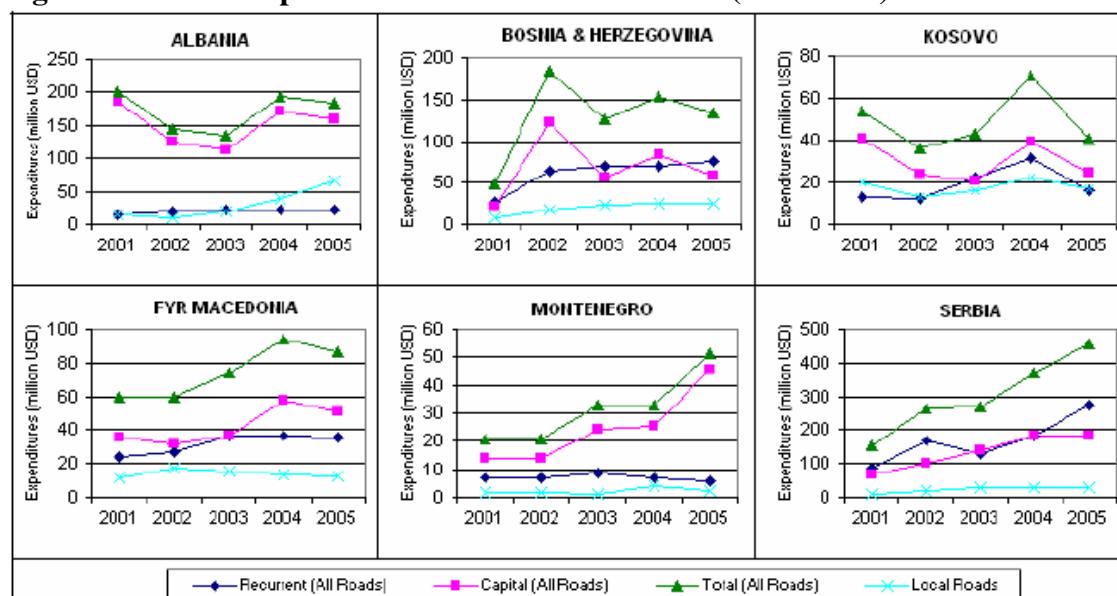 ALBANIA
Expenditures (million USD)
250
200
150
100
50
0
2001 2002 2003 2004 2005
BOSNIA & HERZEGOVINA
Expenditures (million USD)
200
150
100
50
0
2001 2002 2003 2004 2005
KOSOVO
Expenditures (million USD)
80
60
40
20
0
2001 2002 2003 2004 2005
FYR MACEDONIA
Expenditures (million USD)
100
80
60
40
20
0
2001 2002 2003 2004 2005
MONTENEGRO
Expenditures (million USD)
60
50
40
30
20
10
0
2001 2002 2003 2004 2005
SERBIA
Expenditures (million USD)
500
400
300
200
100
0
2001 2002 2003 2004 2005
Recurrent (All Roads) Capital (All Roads) Total (All Roads) Local Roads